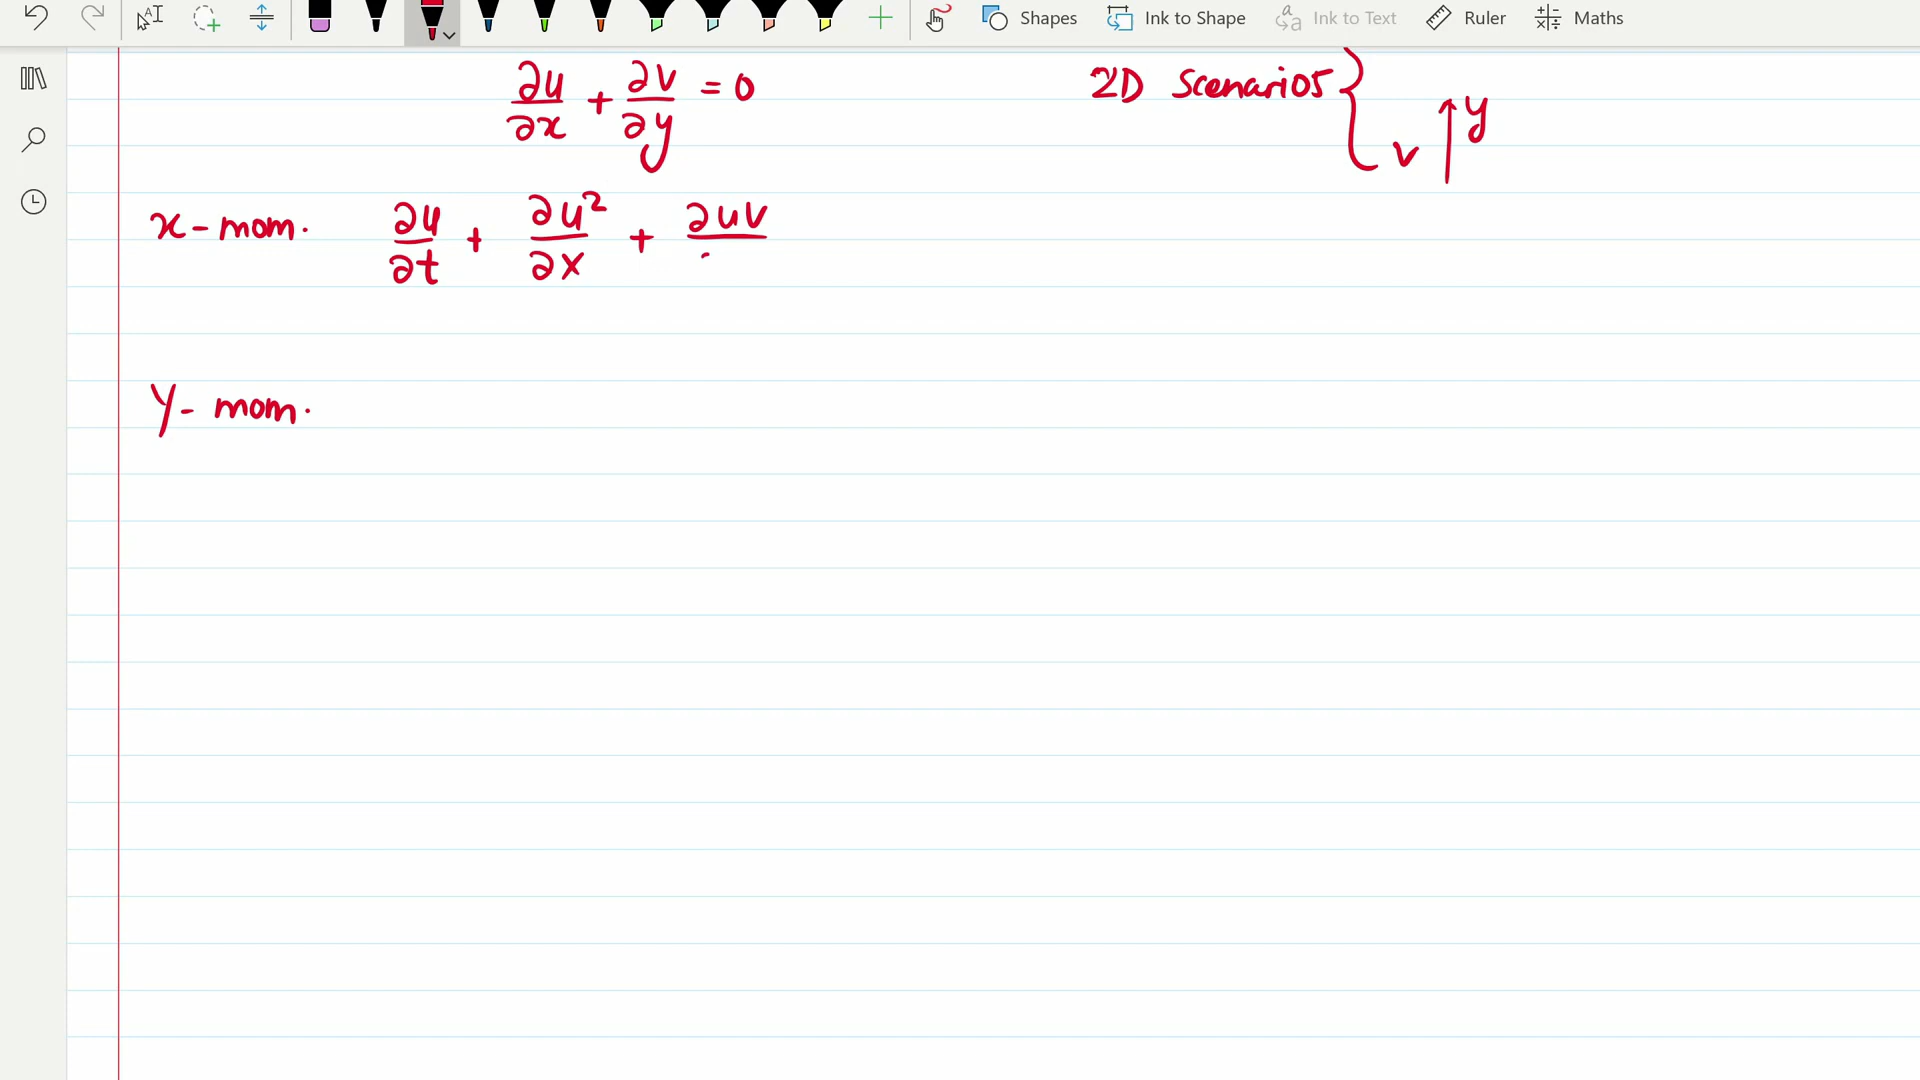 Shapes Ink to Shape Ink to Text Ruler Maths
∂u/∂x + ∂v/∂y = 0 2D Scenarios { v ↑ y
x - mom. ∂u/∂t + ∂u²/∂x + ∂uv
Y - mom.